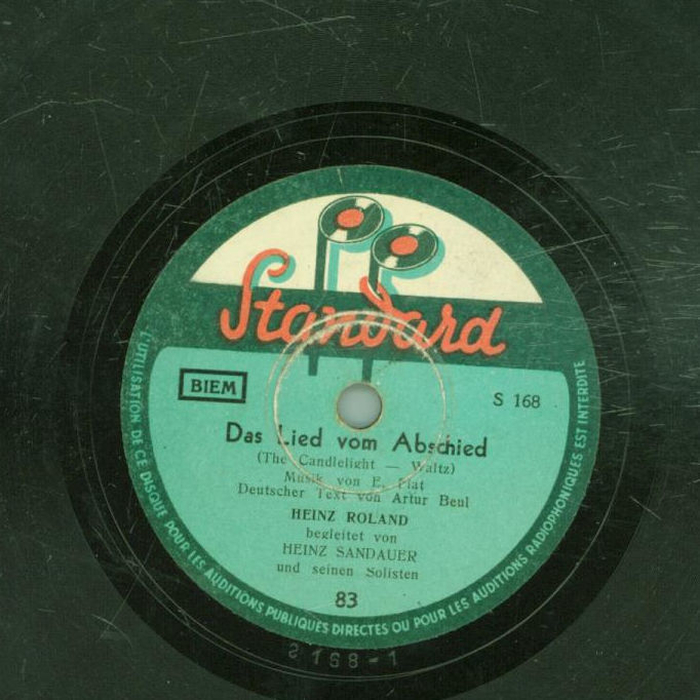 Standard
BIEM
S 168
Das Lied vom Abschied
(The Candlelight — Waltz)
Musik von E. Flat
Deutscher Text von Artur Beul
HEINZ ROLAND
begleitet von
HEINZ SANDAUER
und seinen Solisten
83
L'UTILISATION DE CE DISQUE POUR LES AUDITIONS PUBLIQUES DIRECTES OU POUR LES AUDITIONS RADIOPHONIQUES EST INTERDITE
S 168-1